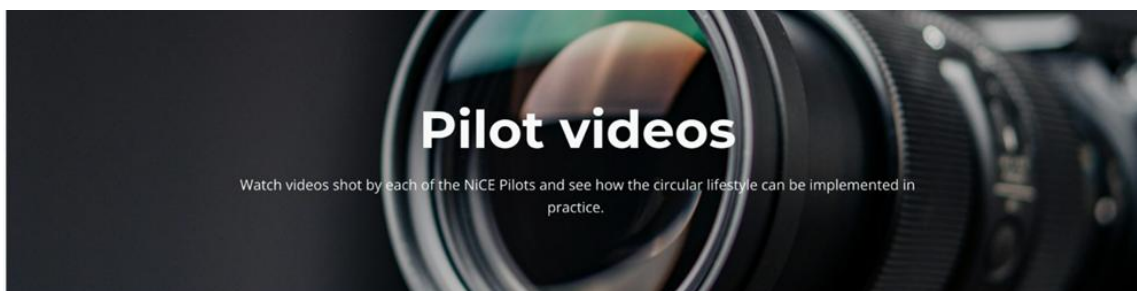 Pilot videos
Watch videos shot by each of the NiCE Pilots and see how the circular lifestyle can be implemented in
practice.